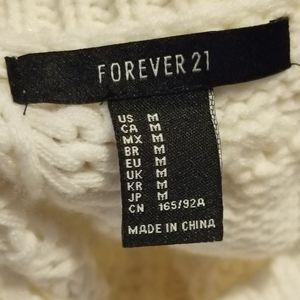 FOREVER 21
US M
CA M
MX M
BR M
EU M
UK M
KR M
JP M
CN 165/92A
MADE IN CHINA